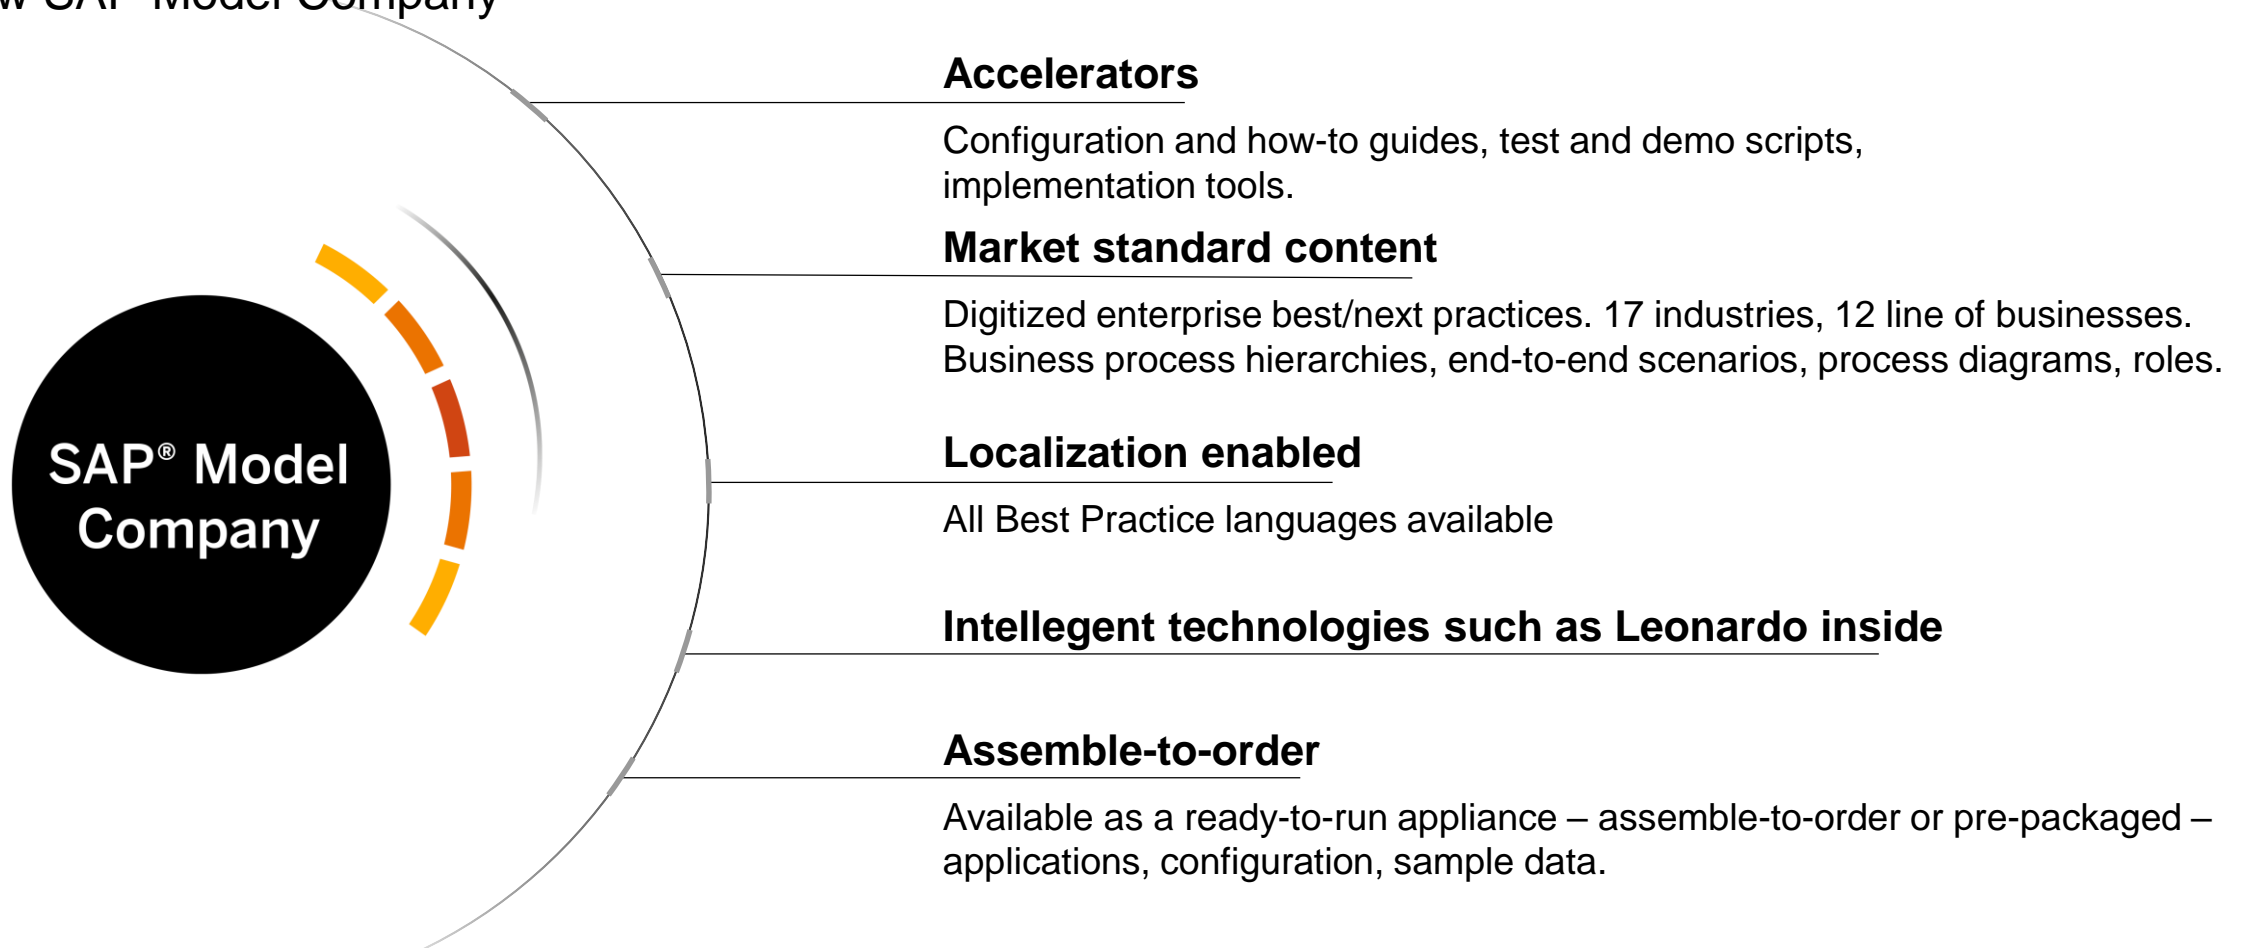 SAP Model Company
Accelerators
Configuration and how-to guides, test and demo scripts,
implementation tools.
Market standard content
Digitized enterprise best/next practices. 17 industries, 12 line of businesses.
Business process hierarchies, end-to-end scenarios, process diagrams, roles.
SAP® Model
Company
Localization enabled
All Best Practice languages available
Intellegent technologies such as Leonardo inside
Assemble-to-order
Available as a ready-to-run appliance – assemble-to-order or pre-packaged –
applications, configuration, sample data.